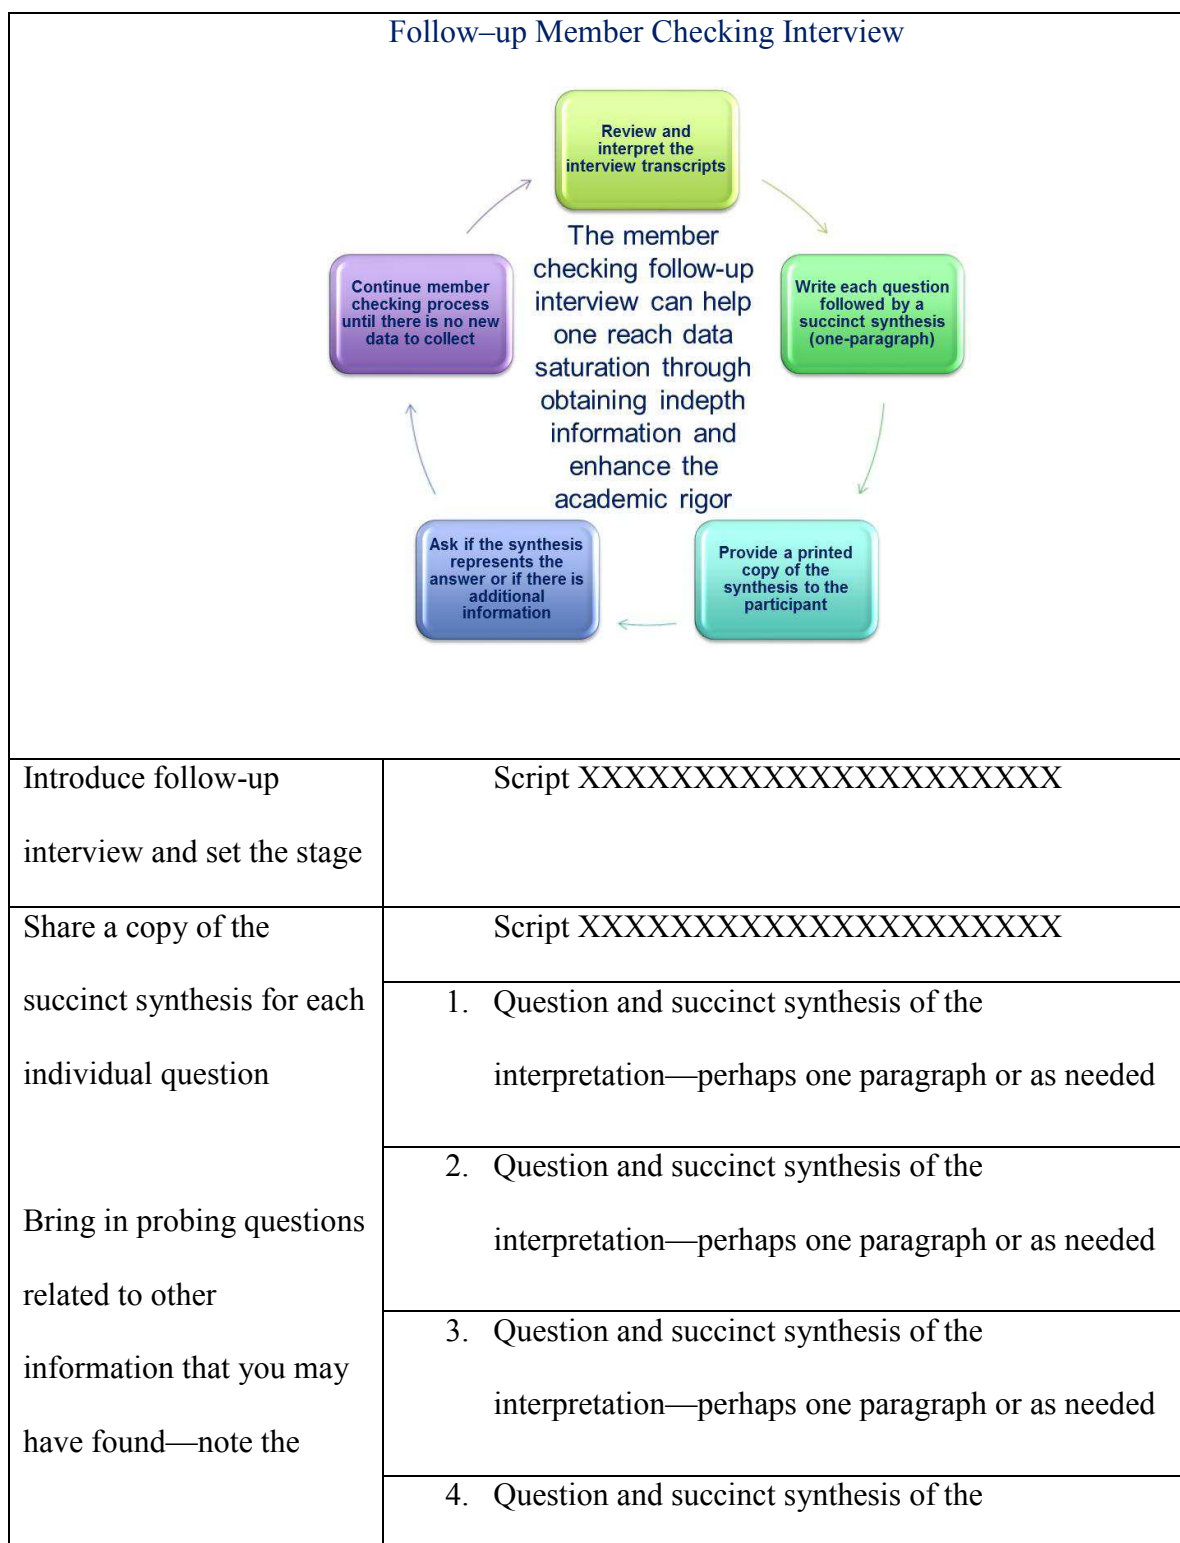 Follow–up Member Checking Interview
Review and
interpret the
interview transcripts
The member
checking follow-up
interview can help
one reach data
saturation through
obtaining indepth
information and
enhance the
academic rigor
Write each question
followed by a
succinct synthesis
(one-paragraph)
Provide a printed
copy of the
synthesis to the
participant
Ask if the synthesis
represents the
answer or if there is
additional
information
Continue member
checking process
until there is no new
data to collect
Introduce follow-up
interview and set the stage
Script XXXXXXXXXXXXXXXXXXXXX
Share a copy of the
succinct synthesis for each
individual question
Bring in probing questions
related to other
information that you may
have found—note the
Script XXXXXXXXXXXXXXXXXXXXX
1. Question and succinct synthesis of the
interpretation—perhaps one paragraph or as needed
2. Question and succinct synthesis of the
interpretation—perhaps one paragraph or as needed
3. Question and succinct synthesis of the
interpretation—perhaps one paragraph or as needed
4. Question and succinct synthesis of the